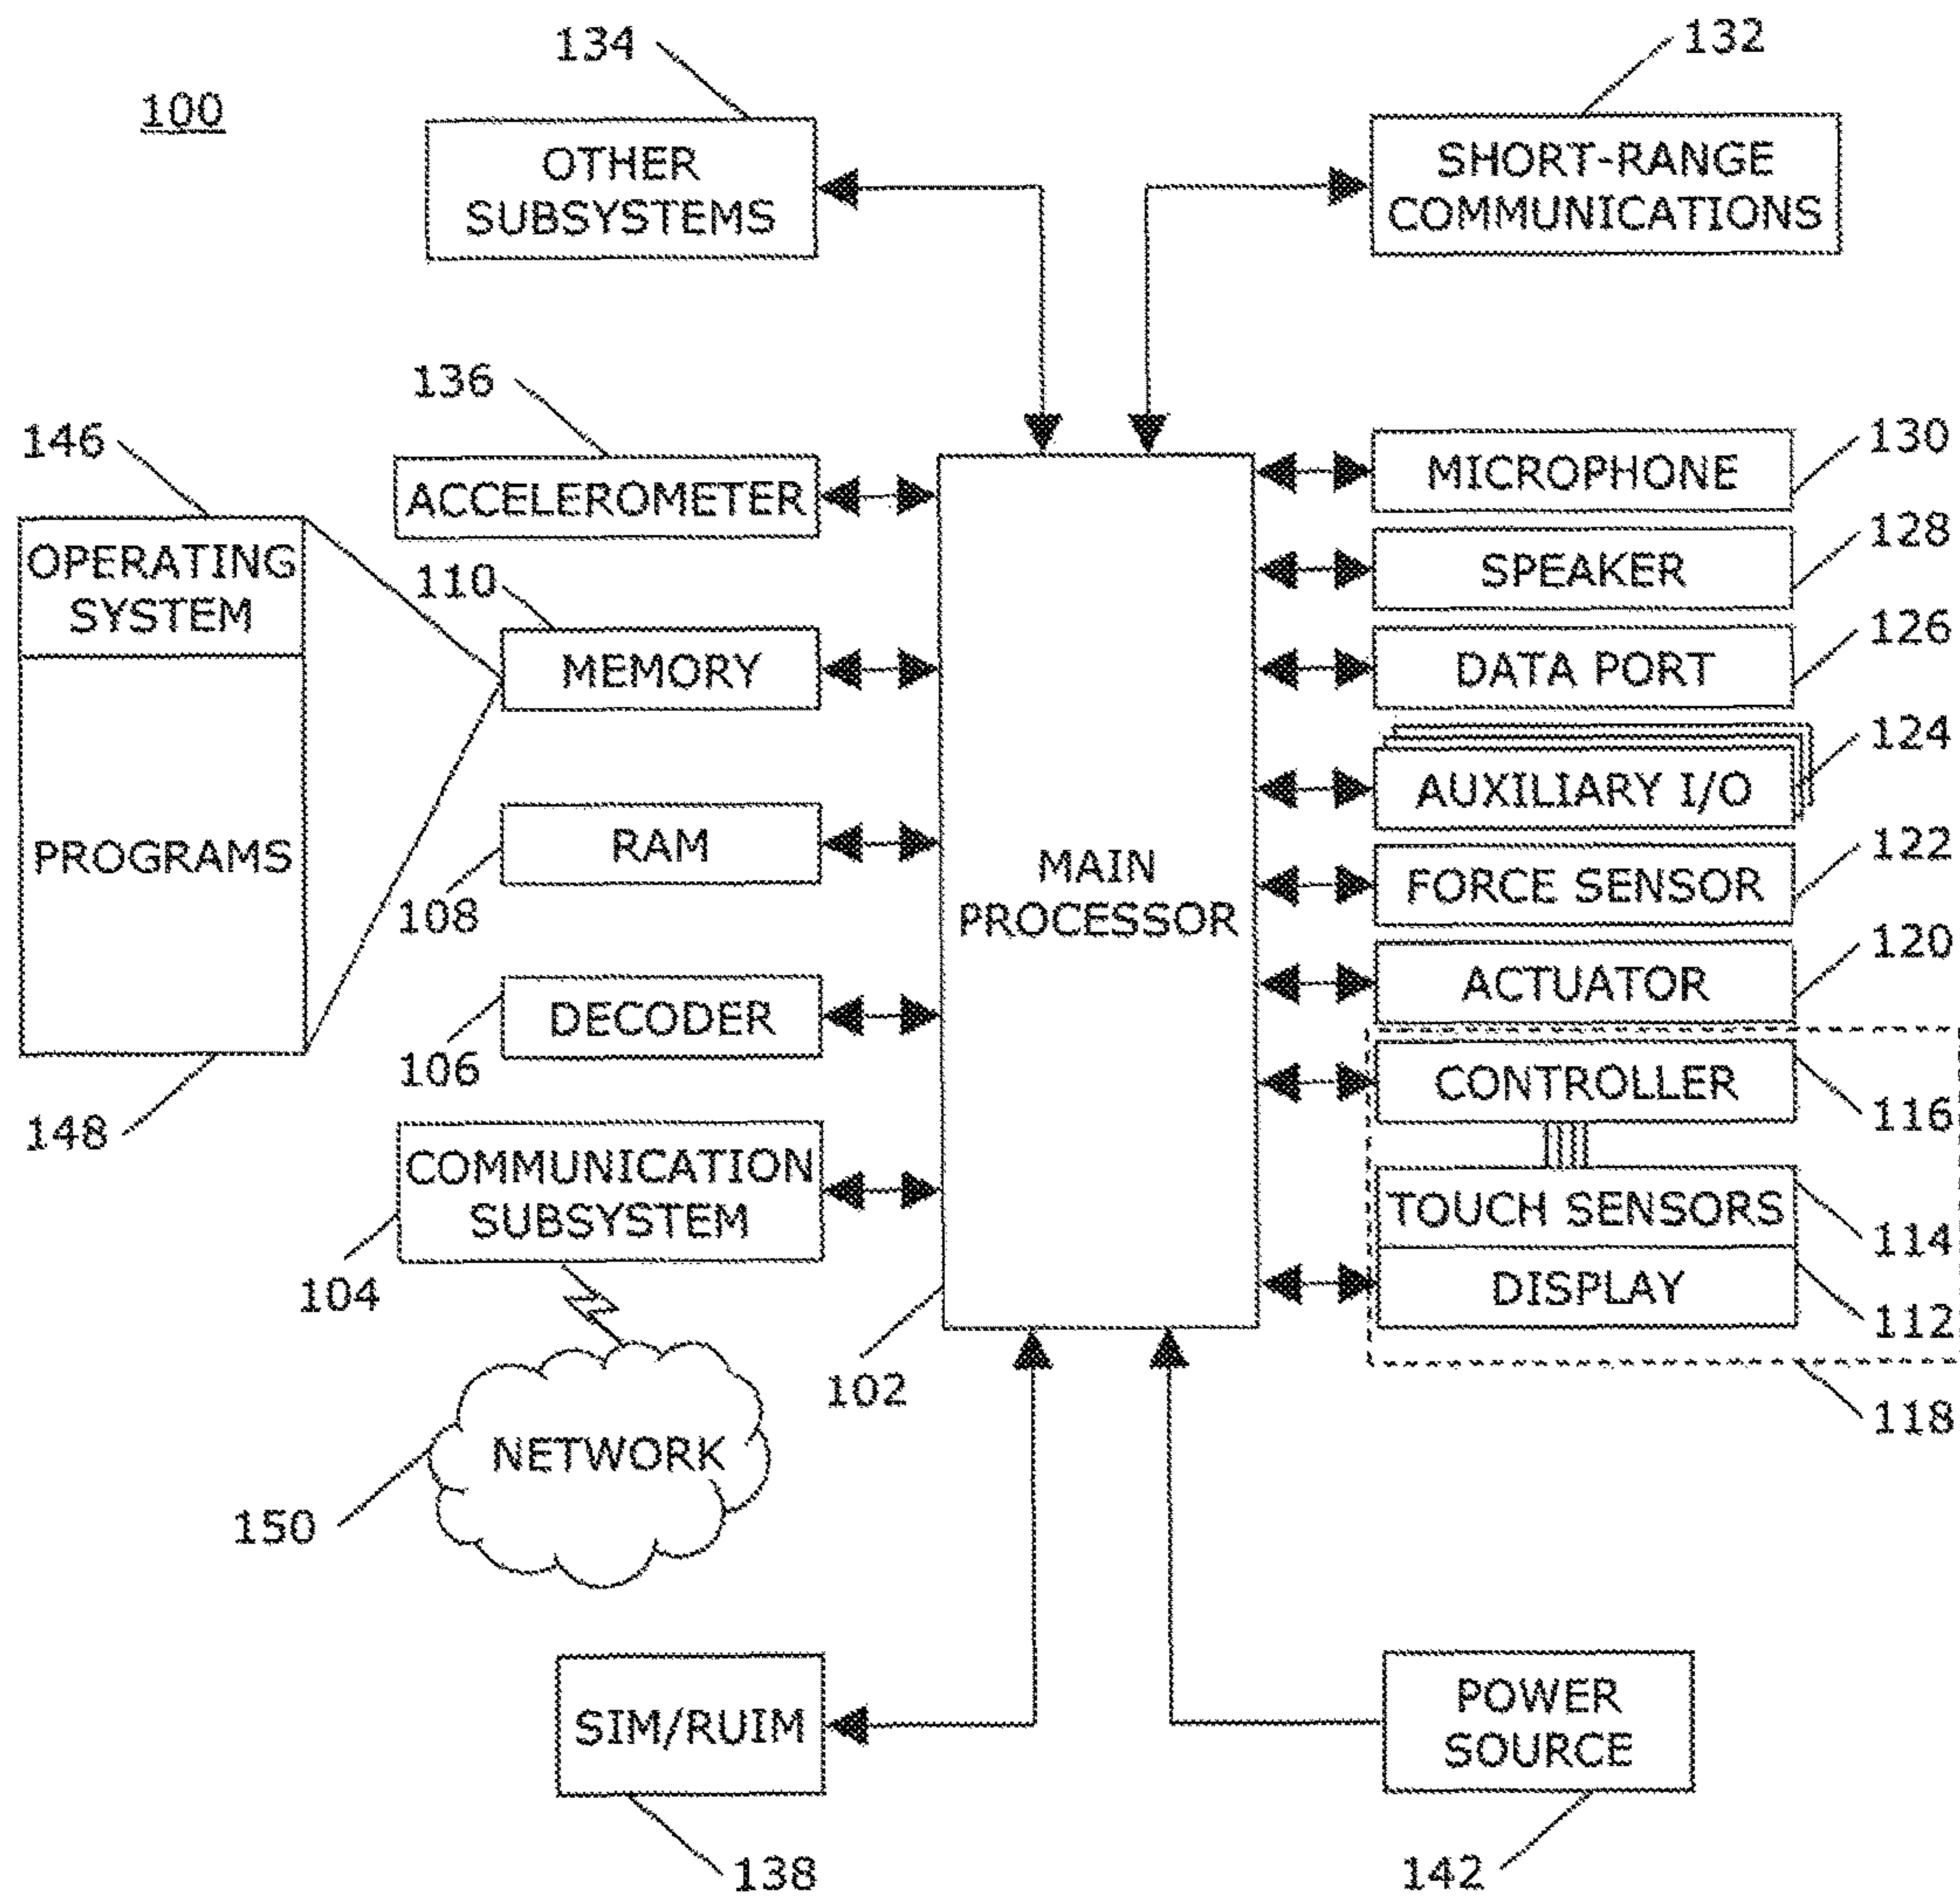 134
132
100
OTHER
SUBSYSTEMS
SHORT-RANGE
COMMUNICATIONS
136
146
ACCELEROMETER
MICROPHONE
130
OPERATING
SYSTEM
110
SPEAKER
128
MEMORY
DATA PORT
126
AUXILIARY I/O
124
PROGRAMS
RAM
108
MAIN
PROCESSOR
FORCE SENSOR
122
ACTUATOR
120
DECODER
106
CONTROLLER
116
148
COMMUNICATION
SUBSYSTEM
104
TOUCH SENSORS
114
DISPLAY
112
102
118
NETWORK
150
SIM/RUIM
138
POWER
SOURCE
142